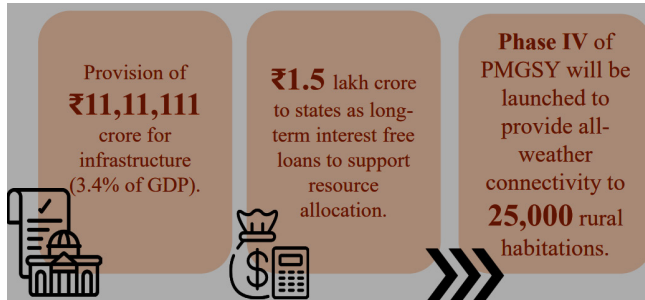 Provision of
₹11,11,111
crore for
infrastructure
(3.4% of GDP).
₹1.5 lakh crore
to states as long-
term interest free
loans to support
resource
allocation.
Phase IV of
PMGSY will be
launched to
provide all-
weather
connectivity to
25,000 rural
habitations.
$